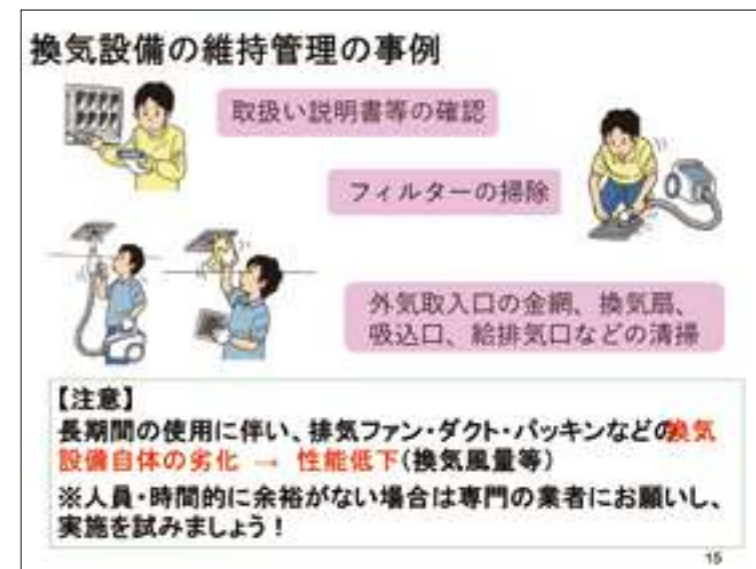 換気設備の維持管理の事例
取扱い説明書等の確認
フィルターの掃除
外気取入口の金網、換気扇、
吸込口、給排気口などの清掃
【注意】
長期間の使用に伴い、排気ファン・ダクト・パッキンなどの換気
設備自体の劣化 → 性能低下(換気風量等)
※人員・時間的に余裕がない場合は専門の業者にお願いし、
実施を試みましょう！
15